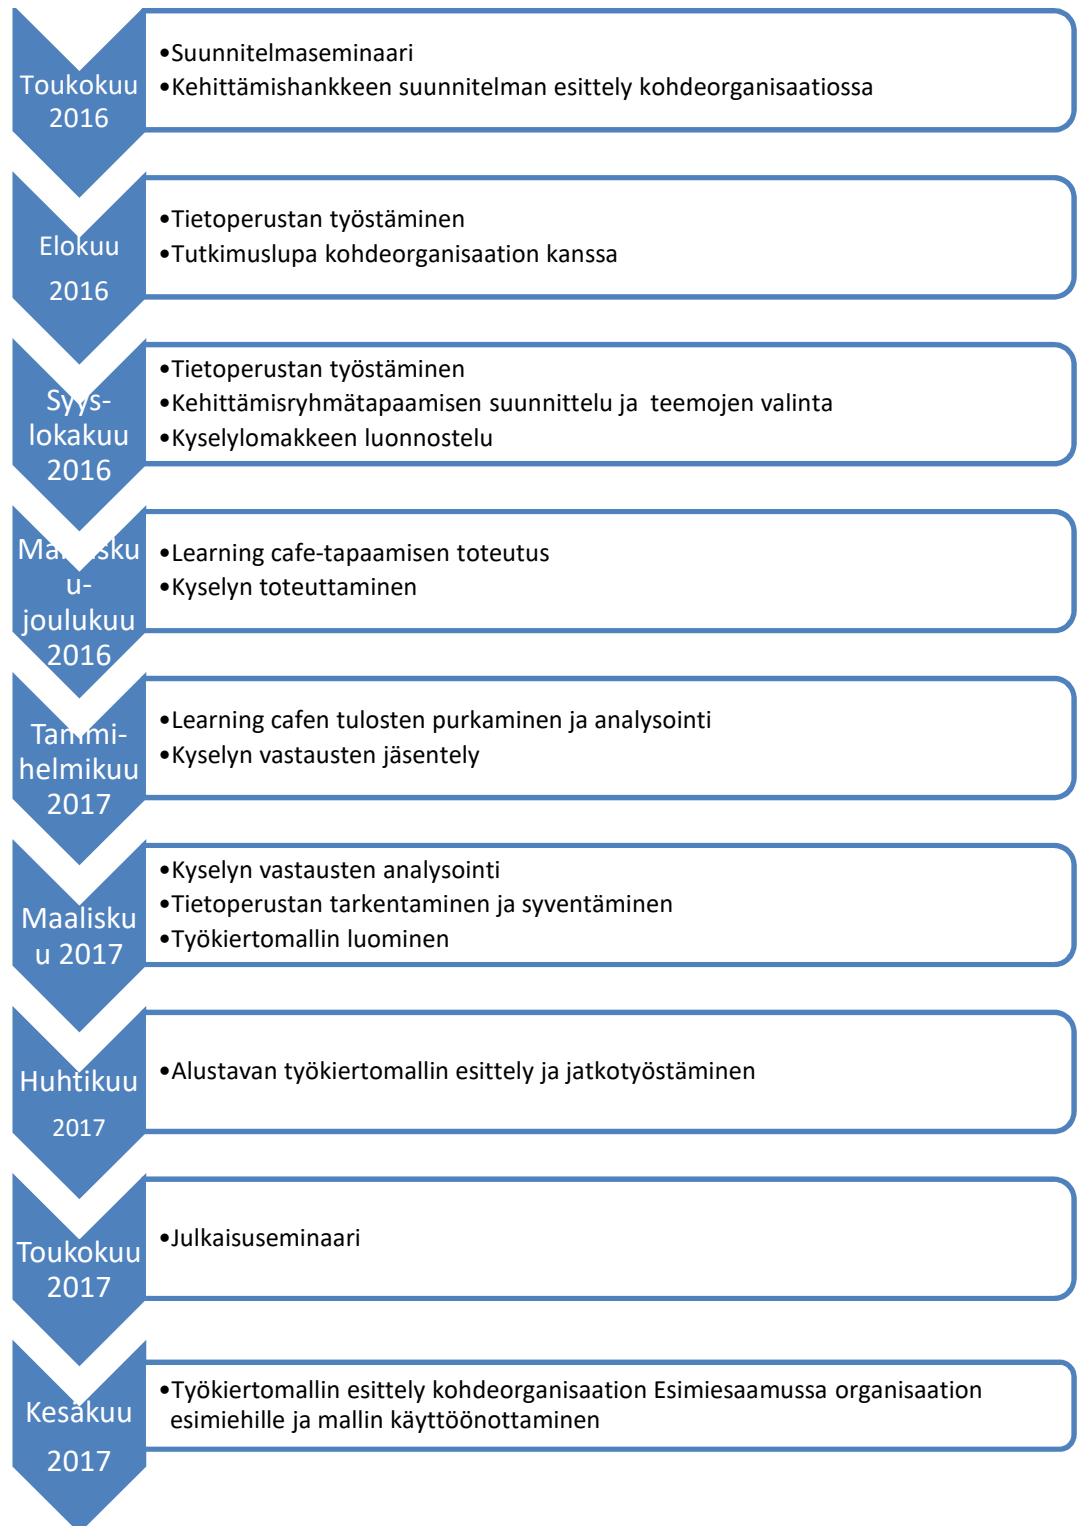 Toukokuu
2016
•Suunnitelmaseminaari
•Kehittämishankkeen suunnitelman esittely kohdeorganisaatiossa
Elokuu
2016
•Tietoperustan työstäminen
•Tutkimuslupa kohdeorganisaation kanssa
Syys-
lokakuu
2016
•Tietoperustan työstäminen
•Kehittämisryhmätapaamisen suunnittelu ja teemojen valinta
•Kyselylomakkeen luonnostelu
u-
joulukuu
2016
•Learning cafe-tapaamisen toteutus
•Kyselyn toteuttaminen
Tammi-
helmikuu
2017
•Learning cafen tulosten purkaminen ja analysointi
•Kyselyn vastausten jäsentely
Maalisku
u 2017
•Kyselyn vastausten analysointi
•Tietoperustan tarkentaminen ja syventäminen
•Työkiertomallin luominen
Huhtikuu
2017
•Alustavan työkiertomallin esittely ja jatkotyöstäminen
Toukokuu
2017
•Julkaisuseminaari
Kesäkuu
2017
•Työkiertomallin esittely kohdeorganisaation Esimiesaamussa organisaation
esimiehille ja mallin käyttöönottaminen